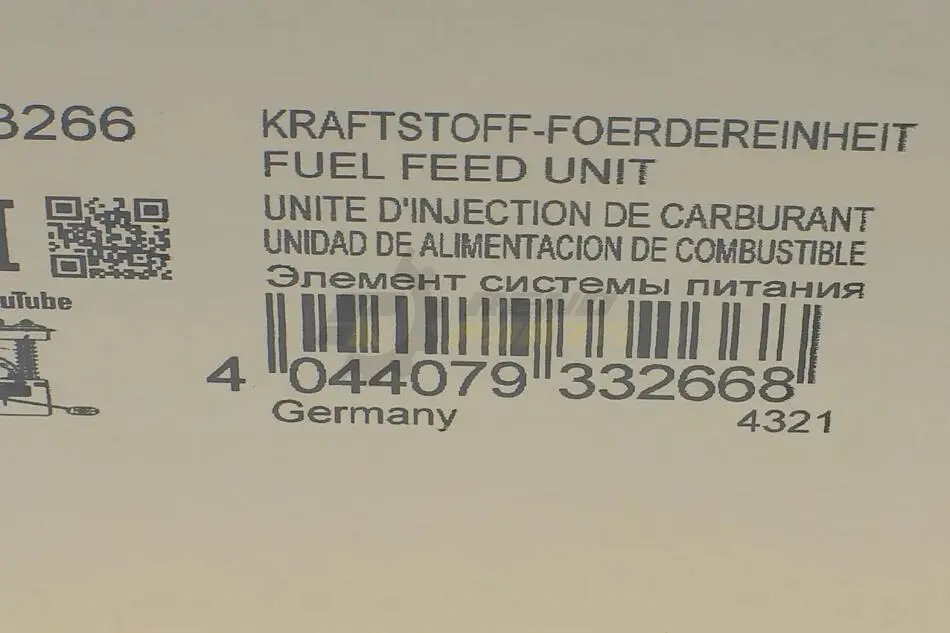 3266
KRAFTSTOFF-FOERDEREINHEIT
FUEL FEED UNIT
UNITE D'INJECTION DE CARBURANT
UNIDAD DE ALIMENTACION DE COMBUSTIBLE
Элемент системы питания
uTube
4 044079 332668
Germany
4321